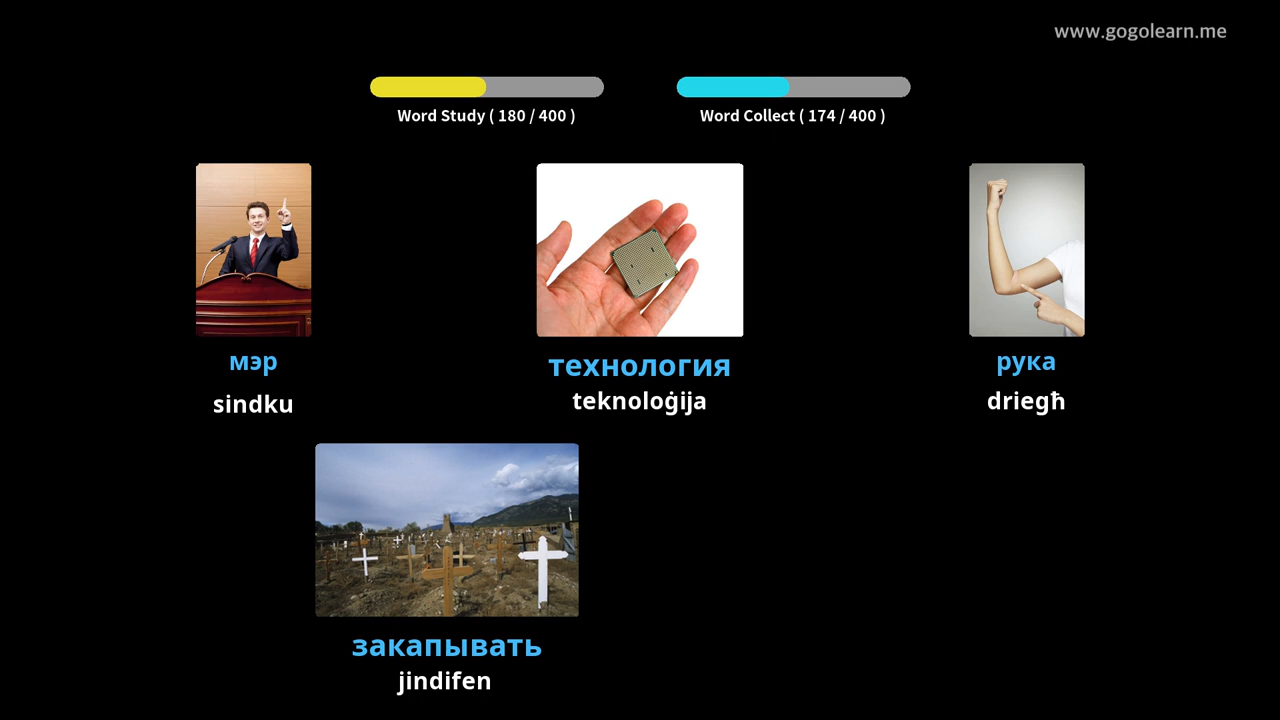 www.gogolearn.me
Word Study ( 180 / 400 )
Word Collect ( 174 / 400 )
мэр
sindku
технология
teknoloġija
рука
driegħ
закапывать
jindifen